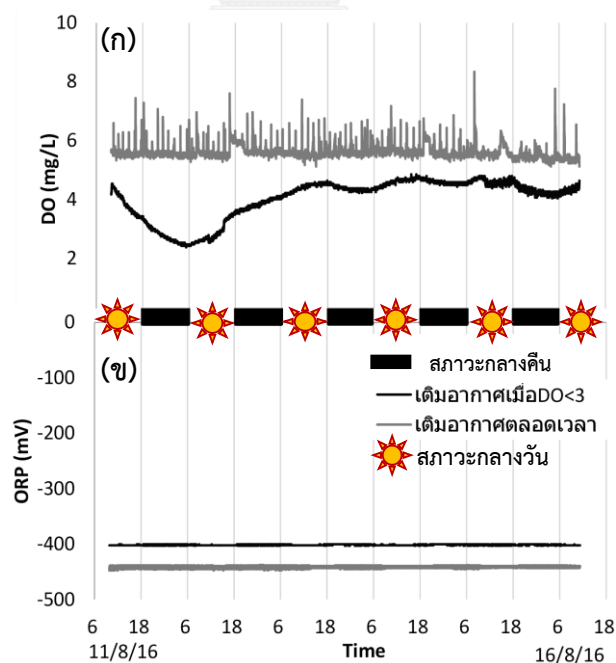 (ก)
10
8
6
4
2
DO (mg/L)
0
(ข)
-100
-200
-300
-400
-500
ORP (mV)
สภาวะกลางคืน
เติมอากาศเมื่อDO<3
เติมอากาศตลอดเวลา
สภาวะกลางวัน
6 18 6 18 6 18 6 18 6 18 6 18
11/8/16 Time 16/8/16